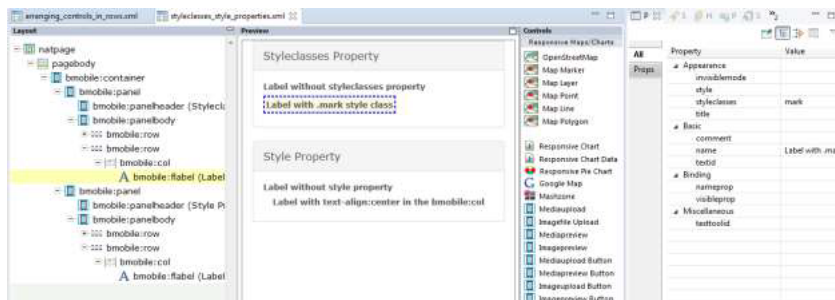 arranging_controls_in_rows.xml
styleclasses_style_properties.xml
Layout
natpage
pagebody
bmobile:container
bmobile:panel
bmobile:panelheader (Stylecl
bmobile:panelbody
bmobile:row
bmobile:row
bmobile:col
bmobile:flabel (Label
bmobile:panel
bmobile:panelheader (Style P
bmobile:panelbody
bmobile:row
bmobile:row
bmobile:col
bmobile:flabel (Label
Preview
Styleclasses Property
Label without styleclasses property
Label with .mark style class
Style Property
Label without style property
Label with text-align:center in the bmobile:col
Controls
Responsive Maps/Charts
OpenStreetMap
Map Marker
Map Layer
Map Point
Map Line
Map Polygon
Responsive Chart
Responsive Chart Data
Responsive Pie Chart
Google Map
Mashzone
Mediaupload
Imagefile Upload
Mediapreview
Imagepreview
Mediaupload Button
Mediapreview Button
Imageupload Button
Imagepreview Button
All
Props
Property Value
Appearance
invisiblemode
style
styleclasses mark
title
Basic
comment
name Label with .ma
textid
Binding
nameprop
visibleprop
Miscellaneous
testtoolid